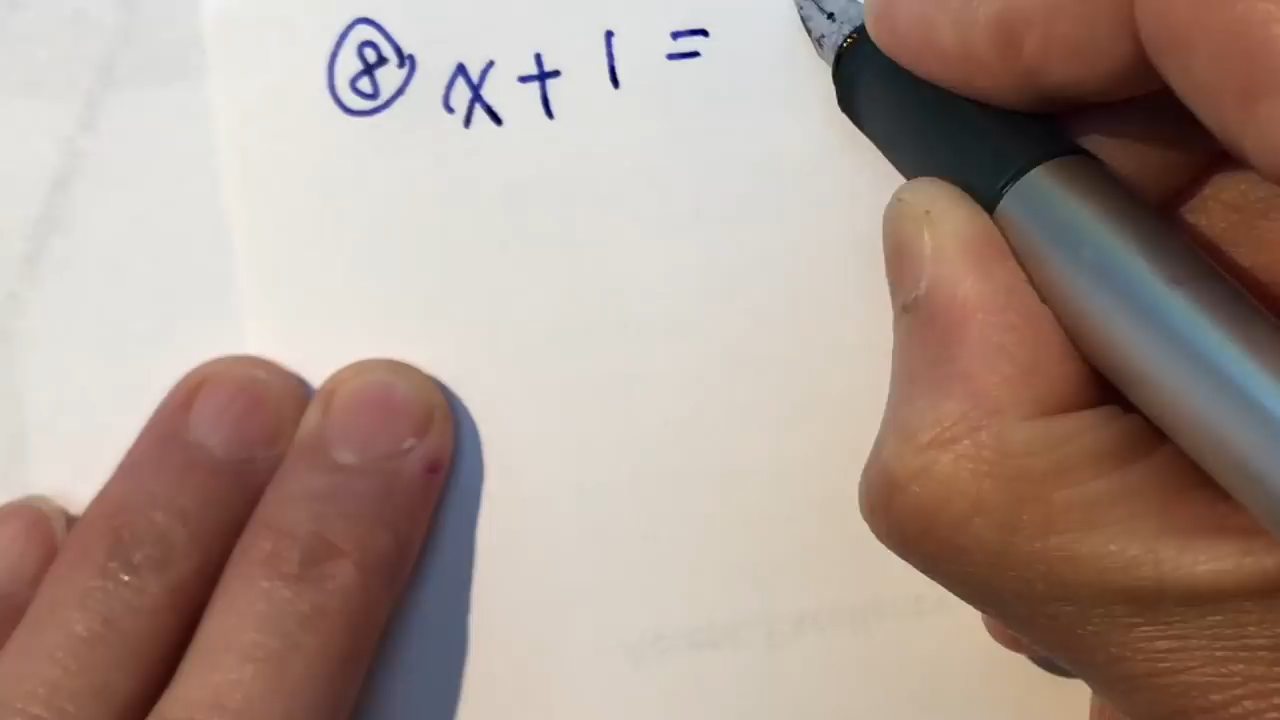 ⑧ x + 1 =